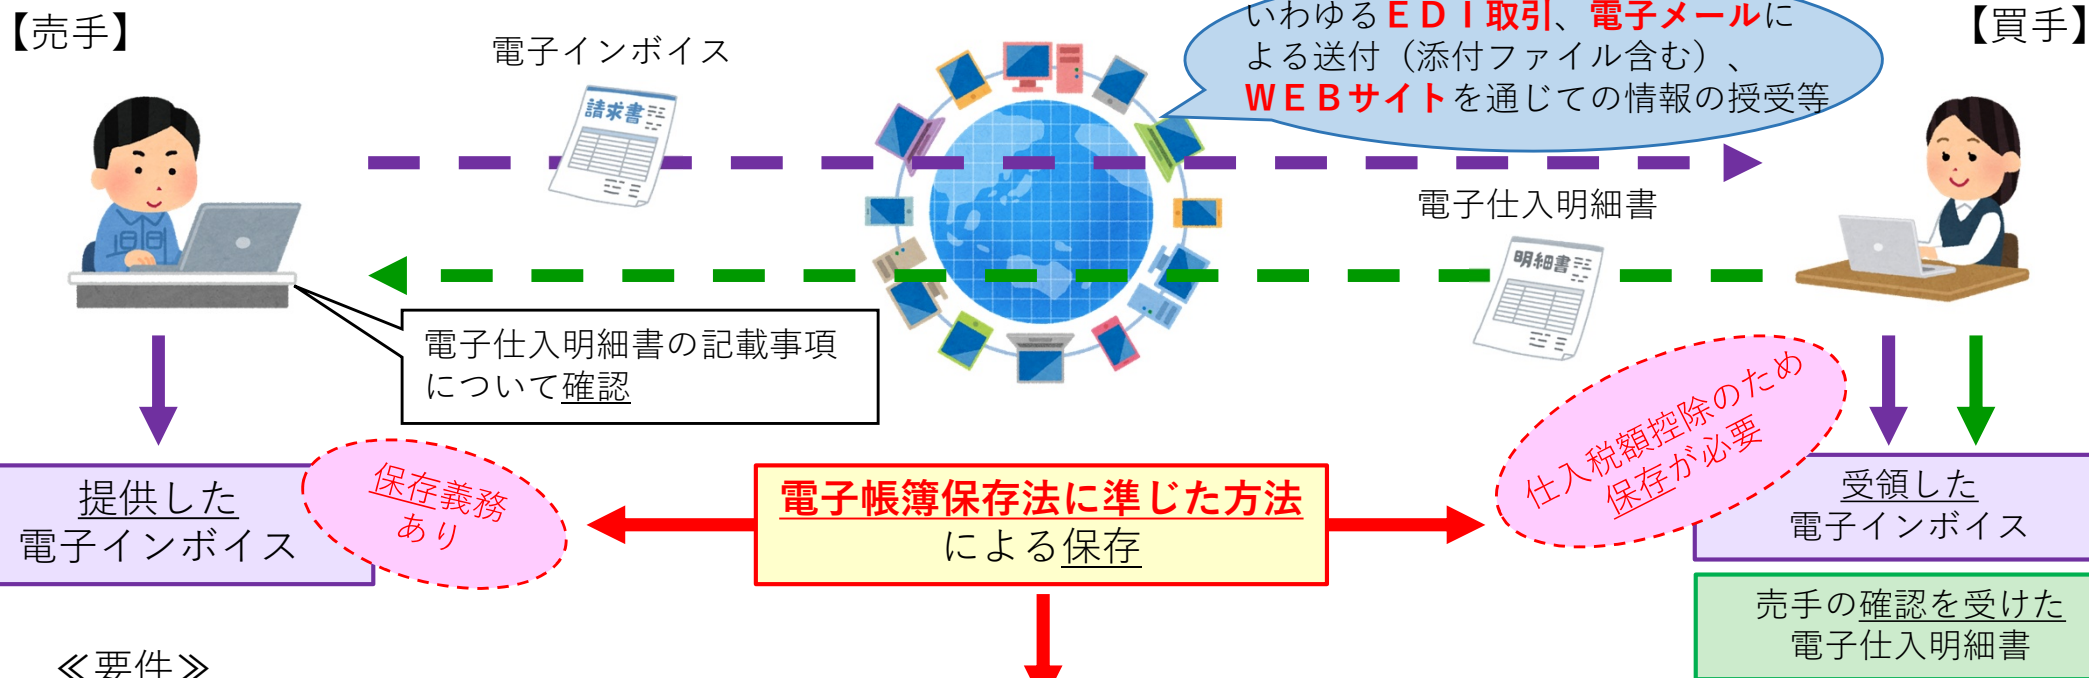 【売手】
電子インボイス
請求書
いわゆるＥＤＩ取引、電子メールに
よる送付（添付ファイル含む）、
ＷＥＢサイトを通じての情報の授受等
【買手】
電子仕入明細書
明細書
電子仕入明細書の記載事項
について確認
仕入税額控除のため
保存が必要
提供した
電子インボイス
保存義務
あり
電子帳簿保存法に準じた方法
による保存
受領した
電子インボイス
売手の確認を受けた
電子仕入明細書
≪要件≫